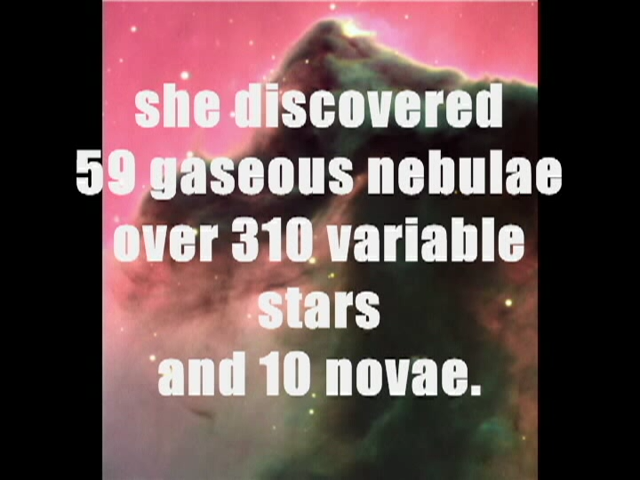 she discovered
59 gaseous nebulae
over 310 variable
stars
and 10 novae.